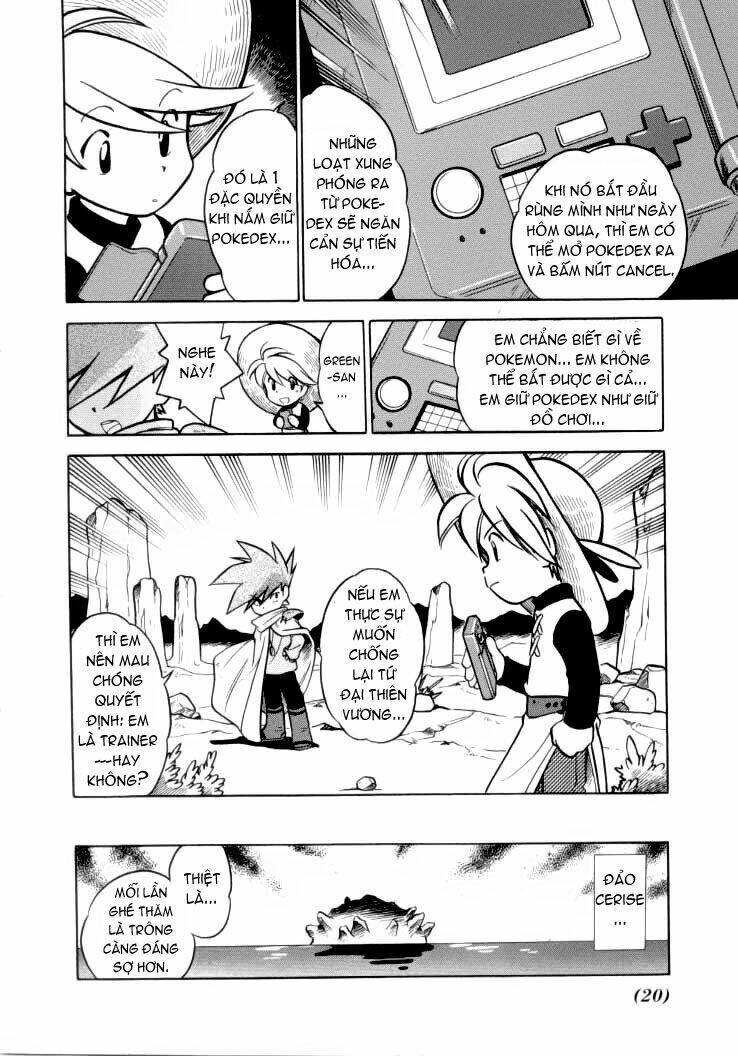 KHI NÓ BẮT ĐẦU
RÙNG MÌNH NHƯ NGÀY
HÔM QUA, THÌ EM CÓ
THỂ MỞ POKEDEX RA
VÀ BẤM NÚT CANCEL.
NHỮNG
LOẠT XUNG
PHÓNG RA
TỪ POKE-
DEX SẼ NGĂN
CẢN SỰ TIẾN
HÓA...
ĐÓ LÀ 1
ĐẶC QUYỀN
KHI NẮM GIỮ
POKEDEX...
EM CHẲNG BIẾT GÌ VỀ
POKEMON... EM KHÔNG
THỂ BẮT ĐƯỢC GÌ CẢ...
EM GIỮ POKEDEX NHƯ GIỮ
ĐỒ CHƠI...
GREEN
-SAN
...
NGHE
NÀY!
NẾU EM
THỰC SỰ
MUỐN
CHỐNG
LẠI TỨ
ĐẠI THIÊN
VƯƠNG...
THÌ EM
NÊN MAU
CHÓNG
QUYẾT
ĐỊNH: EM
LÀ TRAINER
~~HAY
KHÔNG?
ĐẢO
CERISE
...
THIỆT
LÀ...
MỖI LẦN
GHÉ THĂM
LÀ TRÔNG
CÀNG ĐÁNG
SỢ HƠN.
(20)